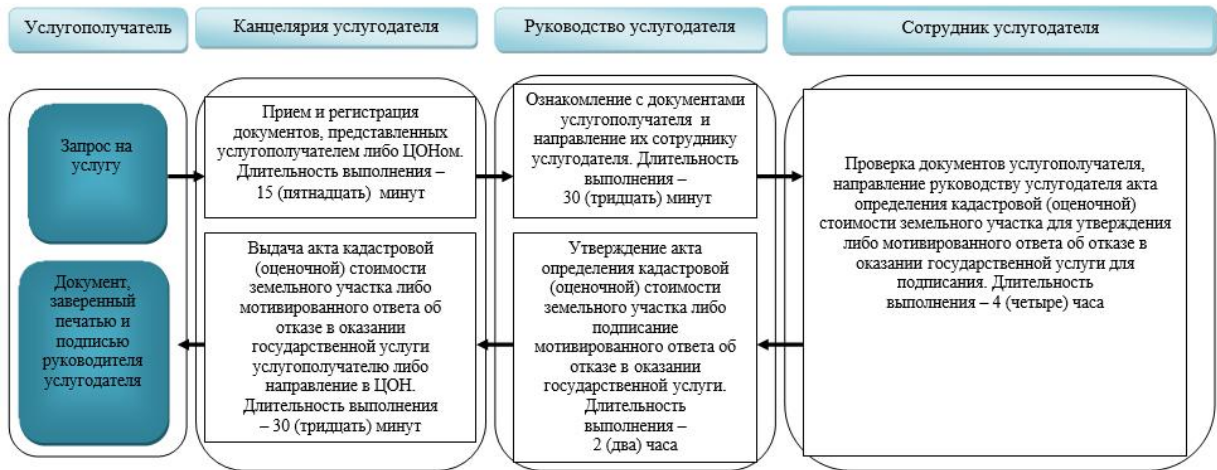 Услугополучатель
Канцелярия услугодателя
Руководство услугодателя
Сотрудник услугодателя
Запрос на
услугу
Прием и регистрация
документов, представленных
услугополучателем либо ЦОНом.
Длительность выполнения –
15 (пятнадцать) минут
Ознакомление с документами
услугополучателя и
направление их сотруднику
услугодателя. Длительность
выполнения –
30 (тридцать) минут
Проверка документов услугополучателя,
направление руководству услугодателя акта
определения кадастровой (оценочной)
стоимости земельного участка для утверждения
либо мотивированного ответа об отказе в
оказании государственной услуги для
подписания. Длительность
выполнения – 4 (четыре) часа
Утверждение акта
определения кадастровой
(оценочной) стоимости
земельного участка либо
подписание
мотивированного ответа об
отказе в оказании
государственной услуги.
Длительность
выполнения –
2 (два) часа
Выдача акта кадастровой
(оценочной) стоимости
земельного участка либо
мотивированного ответа об
отказе в оказании
государственной услуги
услугополучателю либо
направление в ЦОН.
Длительность выполнения
– 30 (тридцать) минут
Документ,
заверенный
печатью и
подписью
руководителя
услугодателя